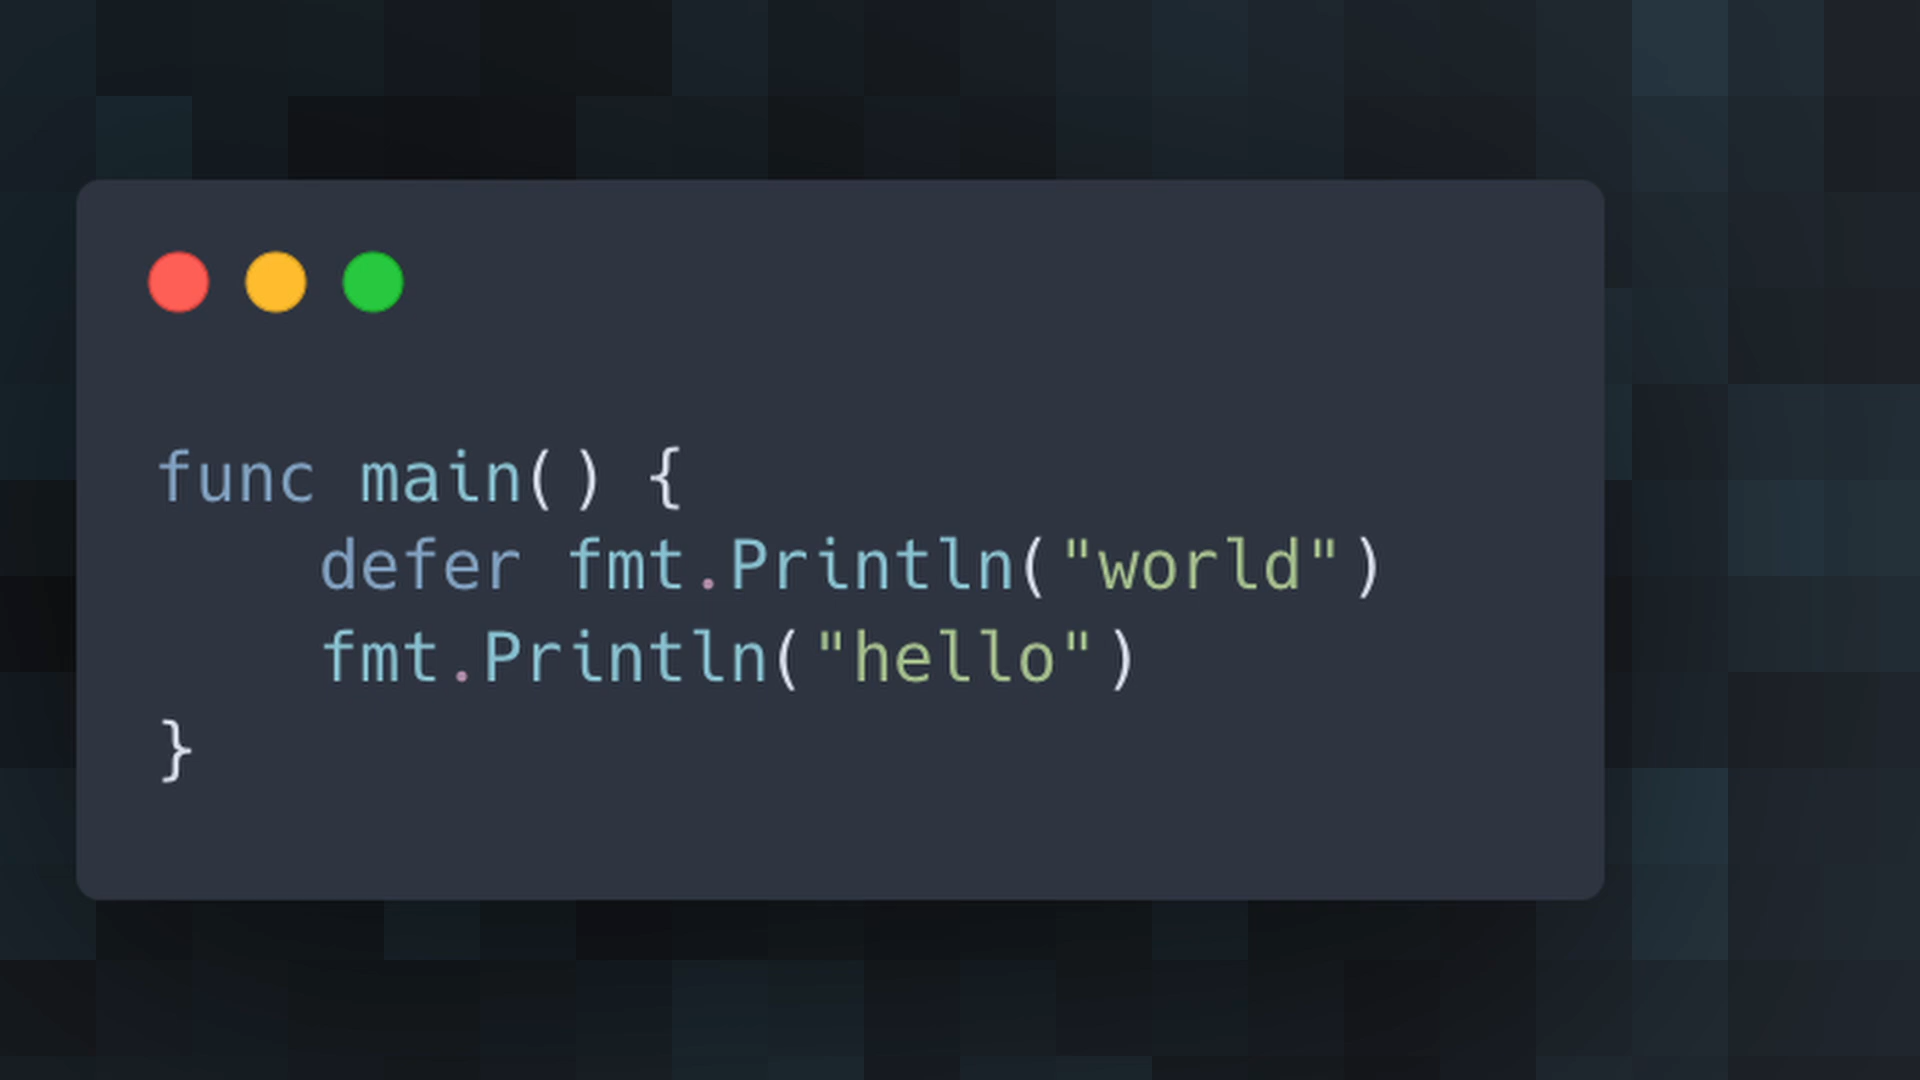 func main() {
    defer fmt.Println("world")
    fmt.Println("hello")
}